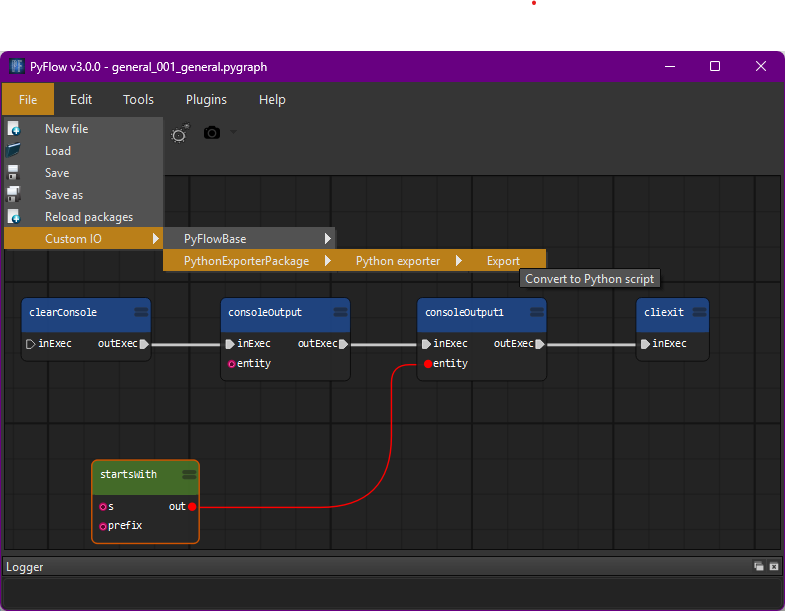 PyFlow v3.0.0 - general_001_general.pygraph
File Edit Tools Plugins Help
New file
Load
Save
Save as
Reload packages
Custom IO
PyFlowBase
PythonExporterPackage
Python exporter
Export
Convert to Python script
clearConsole
inExec outExec
consoleOutput
inExec outExec
entity
consoleOutput1
inExec outExec
entity
cliexit
inExec
startsWith
s out
prefix
Logger